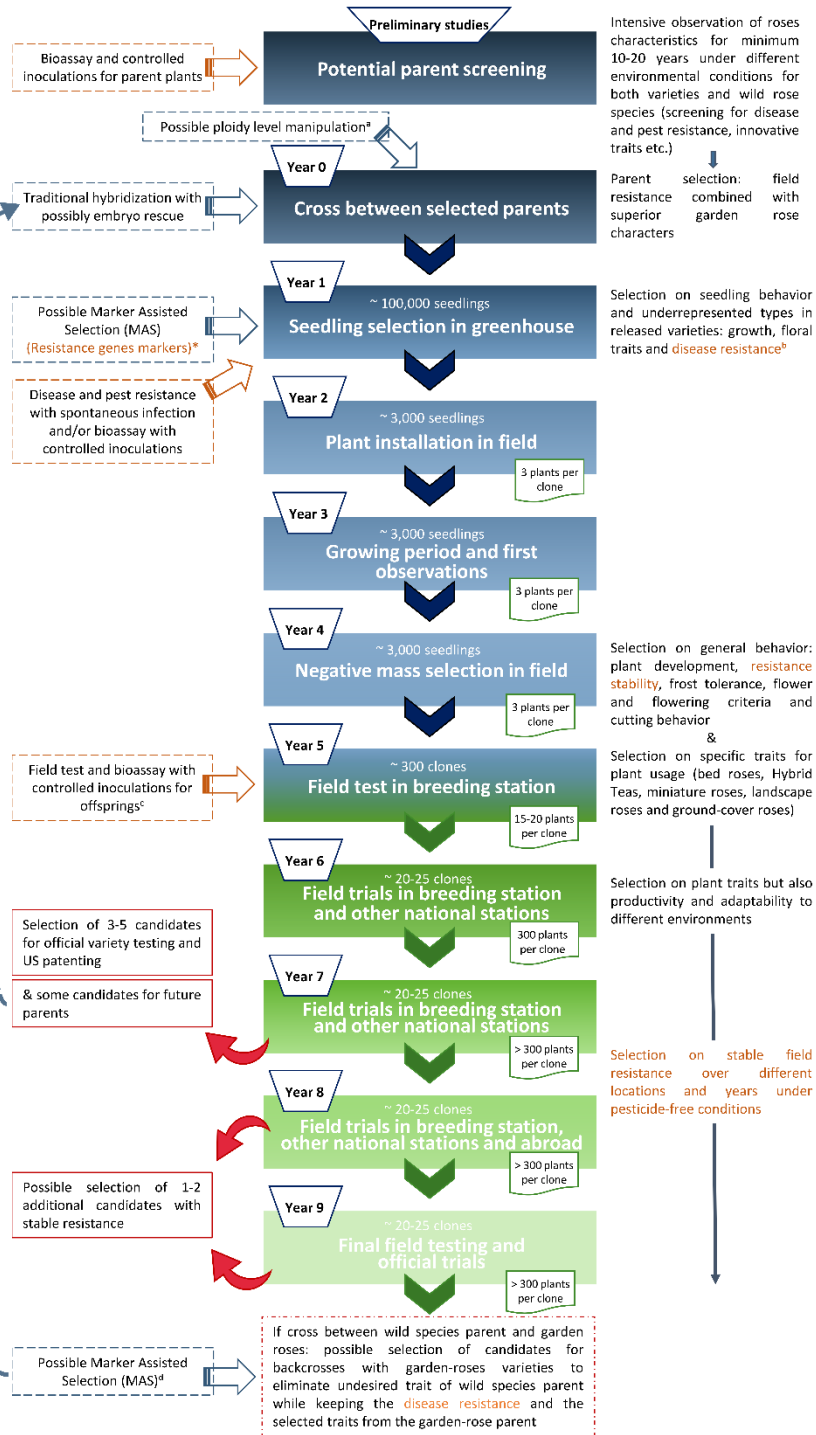 Preliminary studies
Potential parent screening
Bioassay and controlled
inoculations for parent plants
Intensive observation of roses
characteristics for minimum
10-20 years under different
environmental conditions for
both varieties and wild rose
species (screening for disease
and pest resistance, innovative
traits etc.)
Parent selection: field
resistance combined with
superior garden rose
characters
Possible ploidy level manipulationᵃ
Year 0
Cross between selected parents
Traditional hybridization with
possibly embryo rescue
Year 1
~ 100,000 seedlings
Seedling selection in greenhouse
Possible Marker Assisted
Selection (MAS)
(Resistance genes markers)*
Selection on seedling behavior
and underrepresented types in
released varieties: growth, floral
traits and disease resistanceᵇ
Disease and pest resistance
with spontaneous infection
and/or bioassay with
controlled inoculations
Year 2
~ 3,000 seedlings
Plant installation in field
3 plants per
clone
Year 3
~ 3,000 seedlings
Growing period and first
observations
3 plants per
clone
Year 4
~ 3,000 seedlings
Negative mass selection in field
3 plants per
clone
Selection on general behavior:
plant development, resistance
stability, frost tolerance, flower
and flowering criteria and
cutting behavior
&
Selection on specific traits for
plant usage (bed roses, Hybrid
Teas, miniature roses, landscape
roses and ground-cover roses)
Year 5
~ 300 clones
Field test in breeding station
15-20 plants
per clone
Field test and bioassay with
controlled inoculations for
offspringsᶜ
Year 6
~ 20-25 clones
Field trials in breeding station
and other national stations
300 plants
per clone
Selection on plant traits but also
productivity and adaptability to
different environments
Selection of 3-5 candidates
for official variety testing and
US patenting
& some candidates for future
parents
Year 7
~ 20-25 clones
Field trials in breeding station
and other national stations
> 300 plants
per clone
Selection on stable field
resistance over different
locations and years under
pesticide-free conditions
Year 8
~ 20-25 clones
Field trials in breeding station,
other national stations and abroad
> 300 plants
per clone
Possible selection of 1-2
additional candidates with
stable resistance
Year 9
~ 20-25 clones
Final field testing and
official trials
> 300 plants
per clone
Possible Marker Assisted
Selection (MAS)ᵈ
If cross between wild species parent and garden
roses: possible selection of candidates for
backcrosses with garden-roses varieties to
eliminate undesired trait of wild species parent
while keeping the disease resistance and the
selected traits from the garden-rose parent